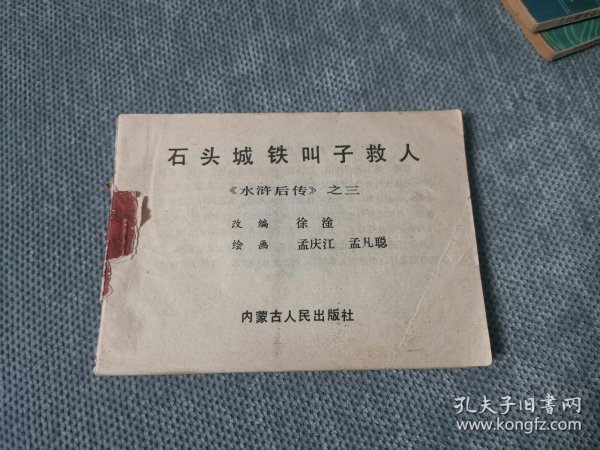 石头城铁叫子救人
《水浒后传》之三
改编 徐淦
绘画 孟庆江 孟凡聪
内蒙古人民出版社
孔夫子旧书网
www.kongfz.com